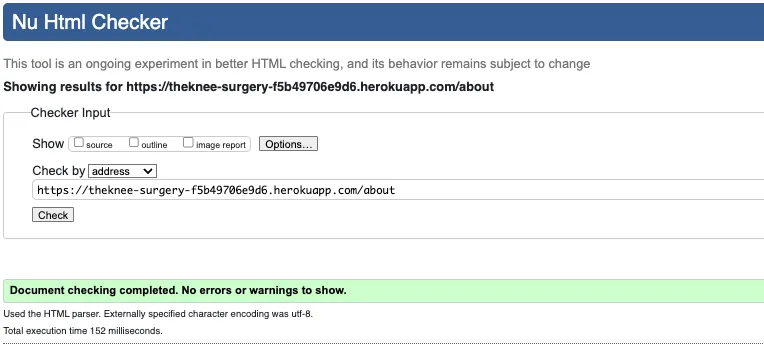 Nu Html Checker
This tool is an ongoing experiment in better HTML checking, and its behavior remains subject to change
Showing results for https://theknee-surgery-f5b49706e9d6.herokuapp.com/about
Checker Input
Show source outline image report Options...
Check by address
https://theknee-surgery-f5b49706e9d6.herokuapp.com/about
Check
Document checking completed. No errors or warnings to show.
Used the HTML parser. Externally specified character encoding was utf-8.
Total execution time 152 milliseconds.